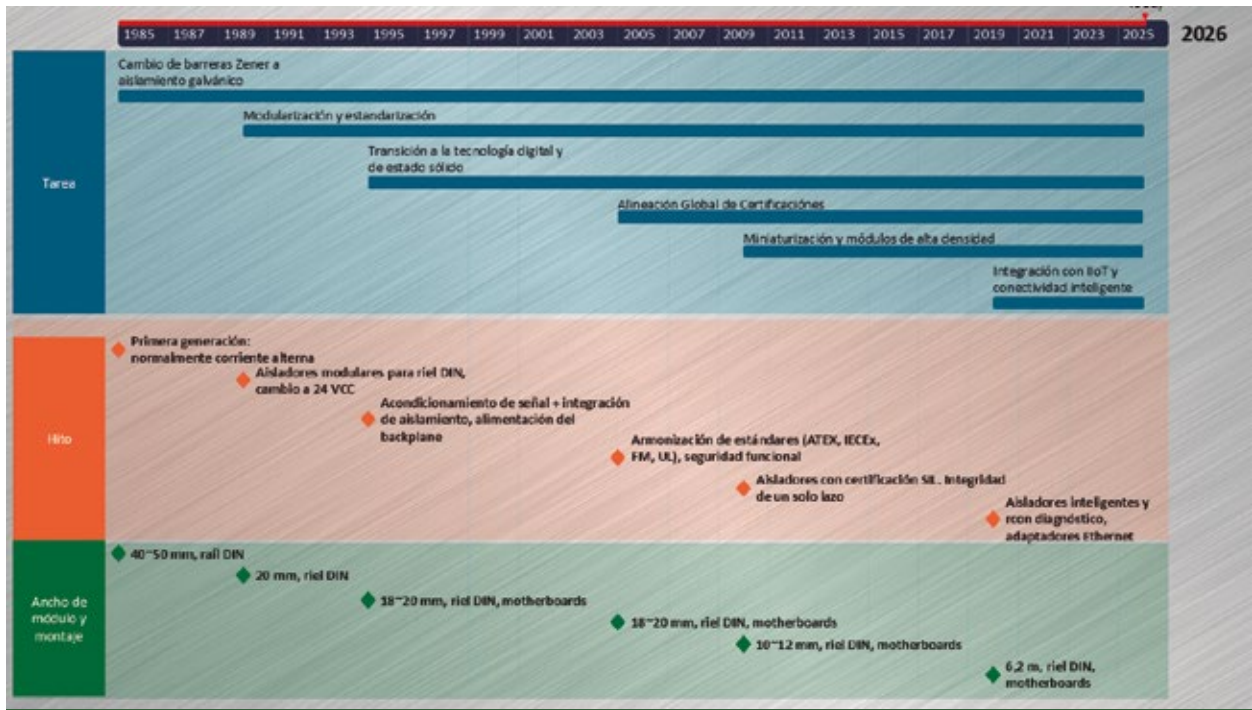 1985 1987 1989 1991 1993 1995 1997 1999 2001 2003 2005 2007 2009 2011 2013 2015 2017 2019 2021 2023 2025
2026
Tarea
Cambio de barreras Zener a
aislamiento galvánico
Modularización y estandarización
Transición a la tecnología digital y
de estado sólido
Alineación Global de Certificaciónes
Miniaturización y módulos de alta densidad
Integración con IIoT y
conectividad inteligente
Hito
Primera generación:
normalmente corriente alterna
Aisladores modulares para riel DIN,
cambio a 24 VCC
Acondicionamiento de señal + integración
de aislamiento, alimentación del
backplane
Armonización de estándares (ATEX, IECEx,
FM, UL), seguridad funcional
Aisladores con certificación SIL. Integridad
de un solo lazo
Aisladores inteligentes y
rcon diagnóstico,
adaptadores Ethernet
Ancho de
módulo y
montaje
40~50 mm, rail DIN
20 mm, riel DIN
18~20 mm, riel DIN, motherboards
18~20 mm, riel DIN, motherboards
10~12 mm, riel DIN, motherboards
6,2 m, riel DIN,
motherboards